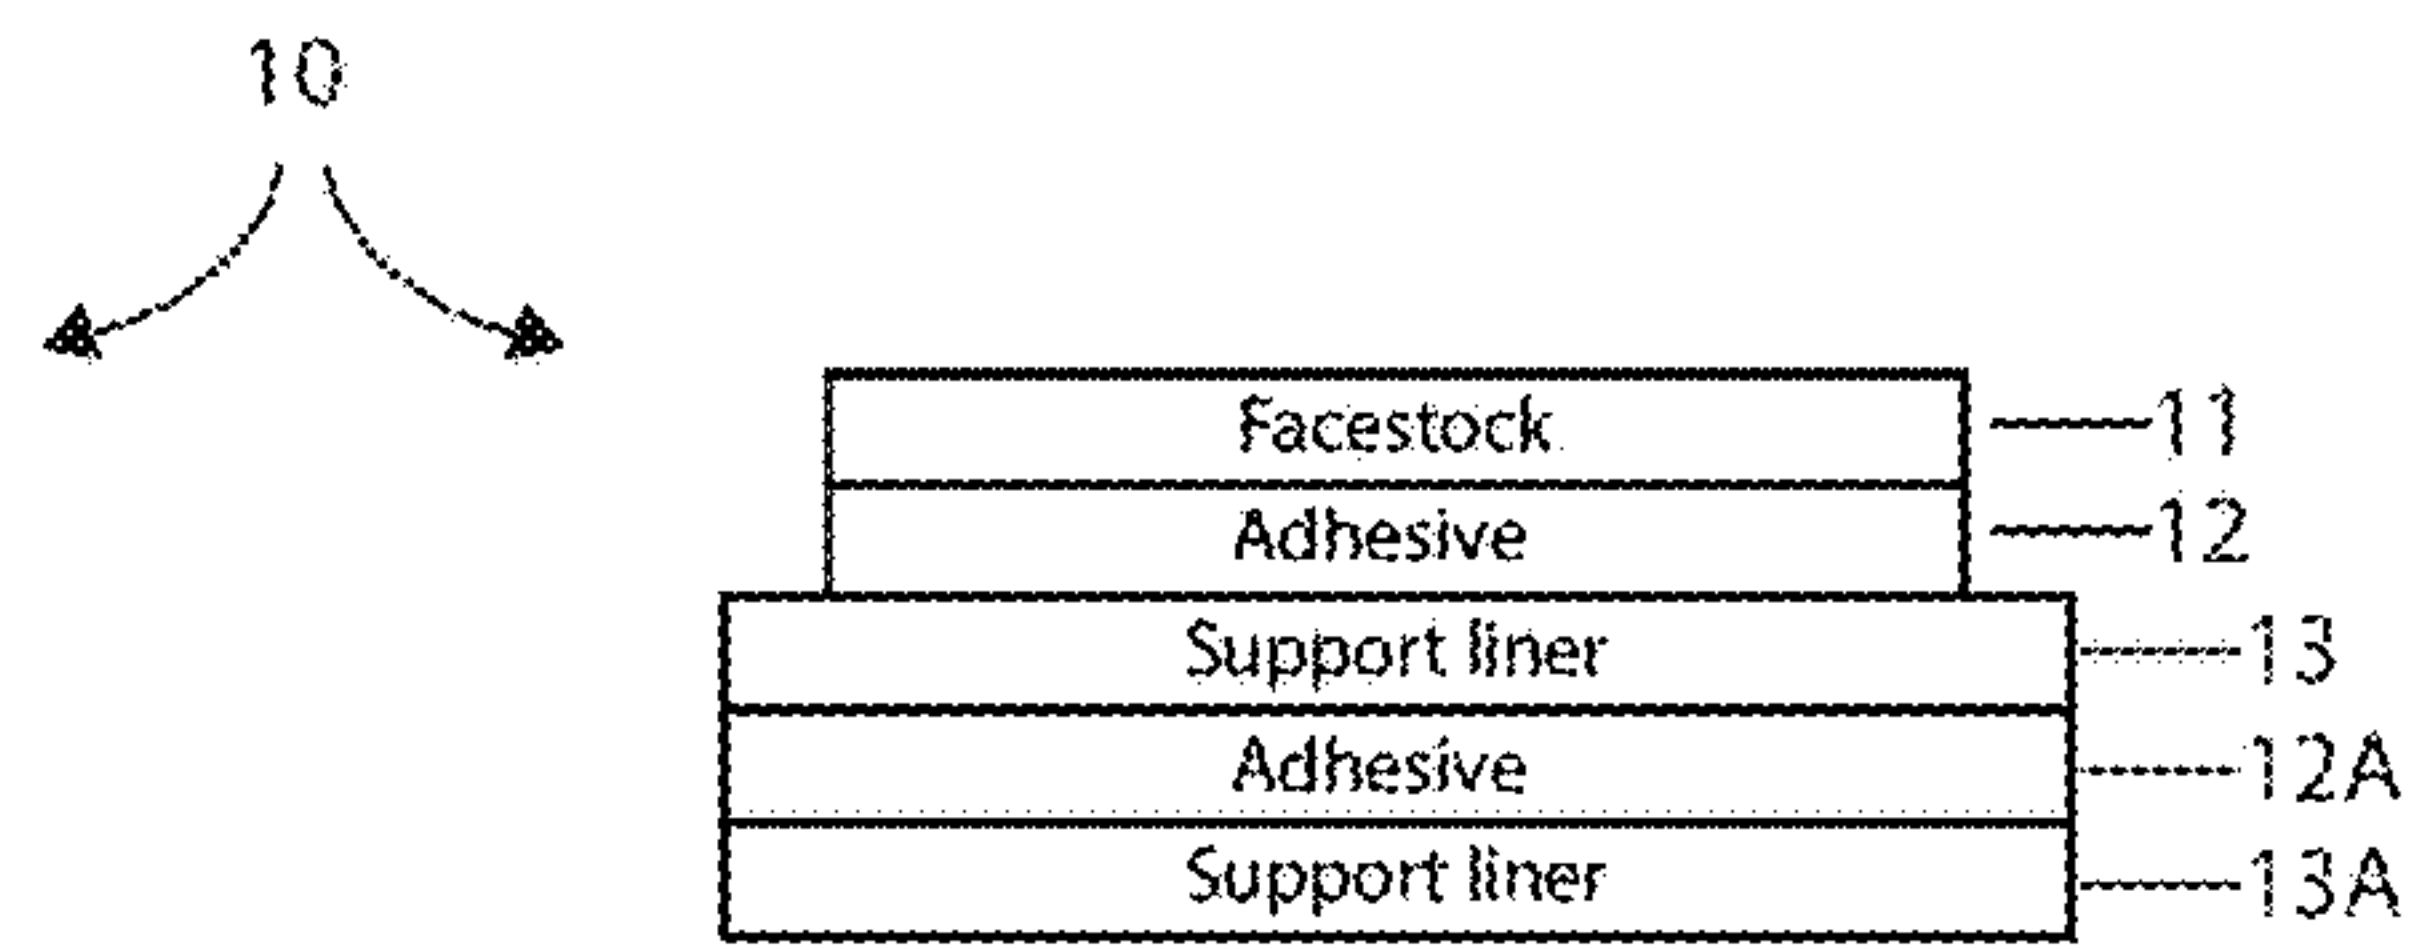 10
Facestock 11
Adhesive 12
Support liner 13
Adhesive 12A
Support liner 13A